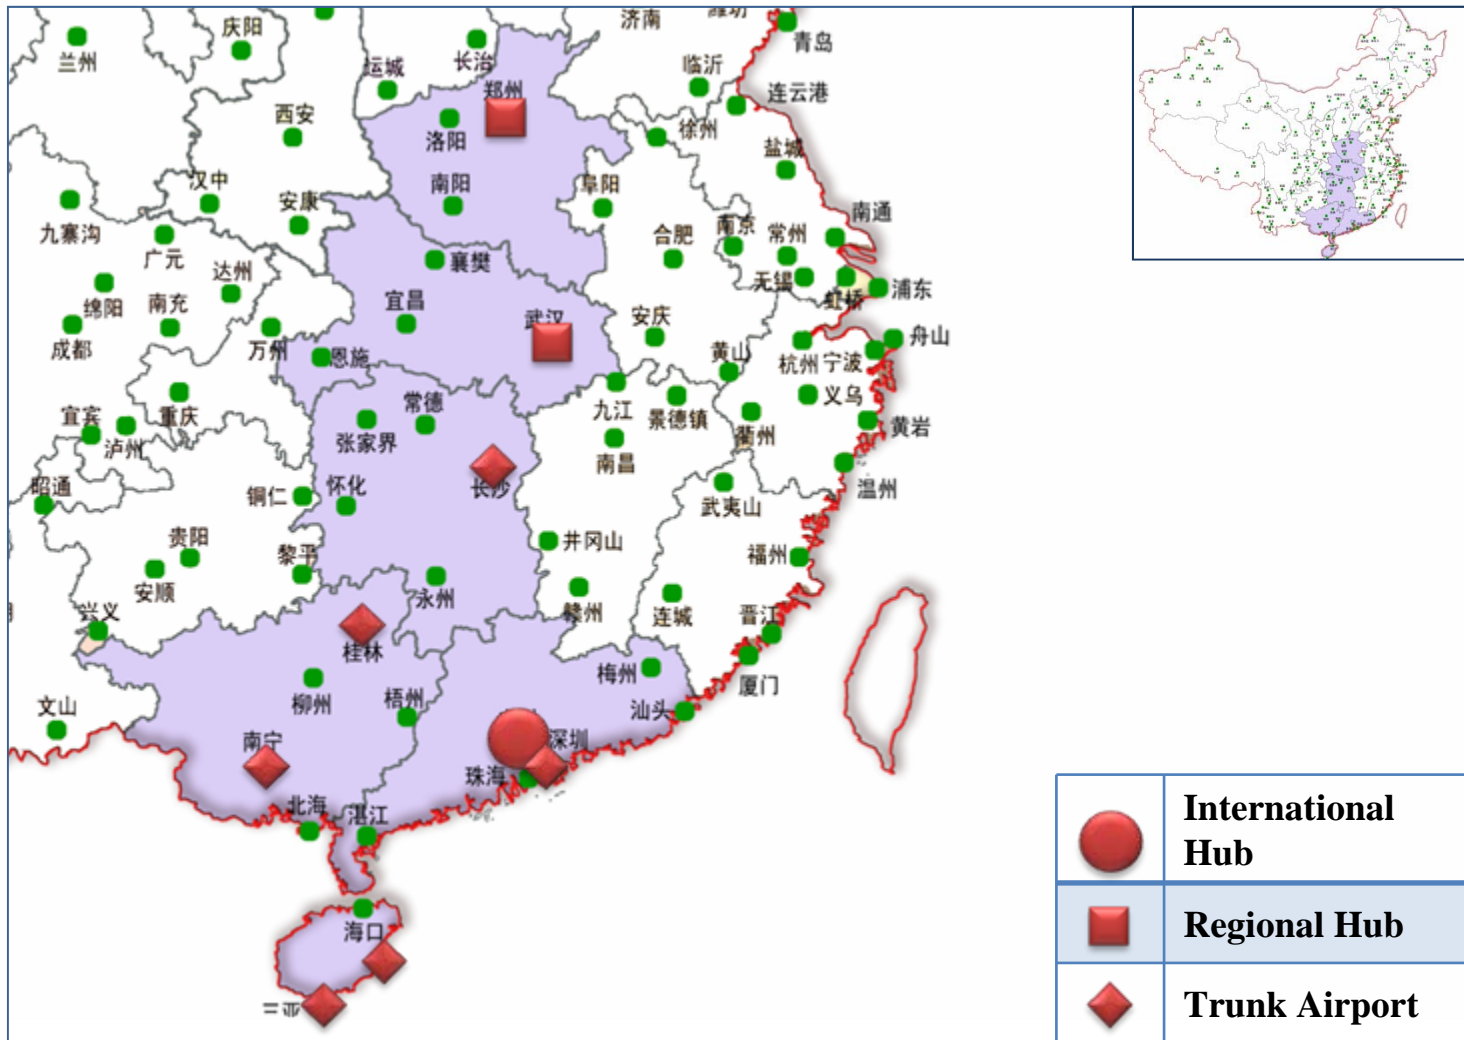 济南
潍坊
庆阳
兰州
长治
青岛
运城
临沂
郑州
连云港
西安
洛阳
徐州
盐城
汉中
南阳
阜阳
安康
南通
九寨沟
广元
合肥
南京
常州
达州
襄樊
绵阳
南充
宜昌
无锡
虹桥
浦东
成都
万州
恩施
武汉
安庆
黄山
杭州
宁波
舟山
宜宾
泸州
重庆
张家界
常德
九江
景德镇
义乌
衢州
黄岩
南昌
昭通
铜仁
怀化
长沙
武夷山
温州
贵阳
安顺
黎平
井冈山
福州
兴义
永州
赣州
连城
晋江
桂林
梅州
厦门
文山
柳州
梧州
汕头
南宁
深圳
珠海
北海
湛江
海口
三亚
International
Hub
Regional Hub
Trunk Airport